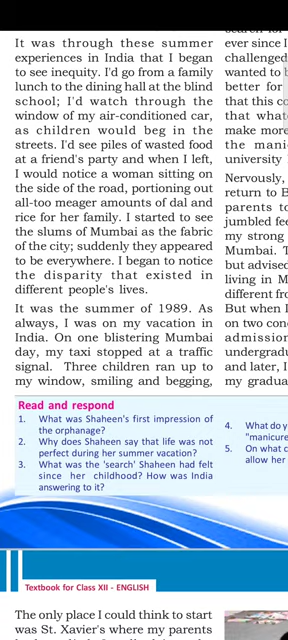 It was through these summer
experiences in India that I began
to see inequity. I'd go from a family
lunch to the dining hall at the blind
school; I'd watch through the
window of my air-conditioned car,
as children would beg in the
streets. I'd see piles of wasted food
at a friend's party and when I left,
I would notice a woman sitting on
the side of the road, portioning out
all-too meager amounts of dal and
rice for her family. I started to see
the slums of Mumbai as the fabric
of the city; suddenly they appeared
to be everywhere. I began to notice
the disparity that existed in
different people's lives.
It was the summer of 1989. As
always, I was on my vacation in
India. On one blistering Mumbai
day, my taxi stopped at a traffic
signal. Three children ran up to
my window, smiling and begging,
ever since I
challenged
wanted to
better for
that this co
that what
make more
the mani
university
Nervously,
return to B
parents to
jumbled fee
my strong
Mumbai. T
but advised
living in M
different fro
But when I
on two con
admission
undergradu
and later, I
my gradua
Read and respond
1. What was Shaheen's first impression of
the orphanage?
2. Why does Shaheen say that life was not
perfect during her summer vacation?
3. What was the 'search' Shaheen had felt
since her childhood? How was India
answering to it?
4. What do y
"manicure
5. On what c
allow her
Textbook for Class XII - ENGLISH
The only place I could think to start
was St. Xavier's where my parents